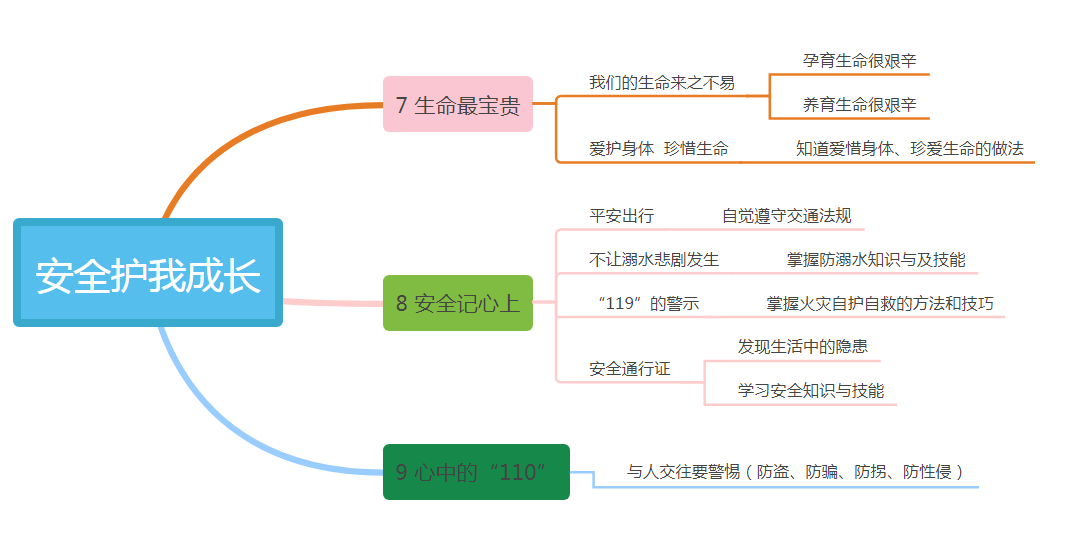 安全护我成长
7 生命最宝贵
我们的生命来之不易
孕育生命很艰辛
养育生命很艰辛
爱护身体 珍惜生命
知道爱惜身体、珍爱生命的做法
8 安全记心上
平安出行
自觉遵守交通法规
不让溺水悲剧发生
掌握防溺水知识与及技能
“119”的警示
掌握火灾自护自救的方法和技巧
安全通行证
发现生活中的隐患
学习安全知识与技能
9 心中的“110”
与人交往要警惕（防盗、防骗、防拐、防性侵）